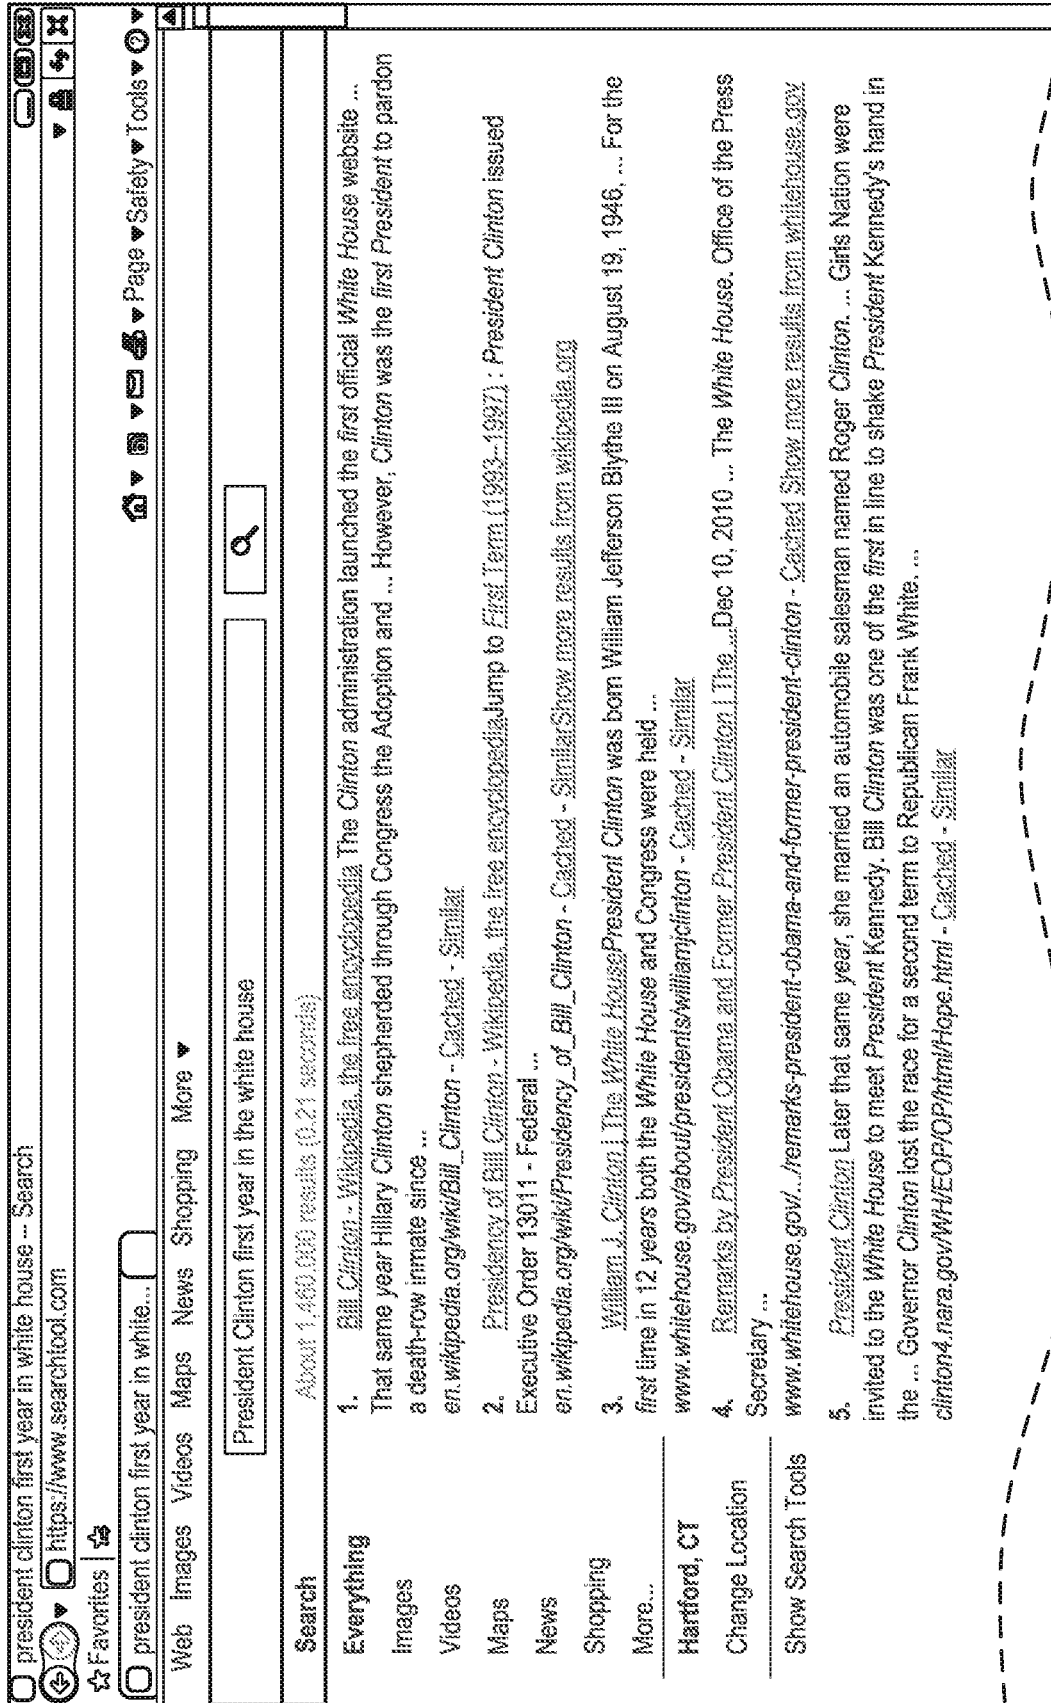 president clinton first year in white house -- Search
https://www.searchtool.com
Favorites
president clinton first year in white...
Page Safety Tools
Web Images Videos Maps News Shopping More
President Clinton first year in the white house
Search
About 1,460,000 results (0.21 seconds)
Everything
Images
Videos
Maps
News
Shopping
More...
Hartford, CT
Change Location
Show Search Tools
1. Bill Clinton - Wikipedia, the free encyclopedia The Clinton administration launched the first official White House website ...
That same year Hillary Clinton shepherded through Congress the Adoption and ... However, Clinton was the first President to pardon
a death-row inmate since ...
en.wikipedia.org/wiki/Bill_Clinton - Cached - Similar
2. Presidency of Bill Clinton - Wikipedia, the free encyclopediaJump to First Term (1993–1997) : President Clinton issued
Executive Order 13011 - Federal ...
en.wikipedia.org/wiki/Presidency_of_Bill_Clinton - Cached - SimilarShow more results from wikipedia.org
3. William J. Clinton | The White HousePresident Clinton was born William Jefferson Blythe III on August 19, 1946, ... For the
first time in 12 years both the White House and Congress were held ...
www.whitehouse.gov/about/presidents/williamjclinton - Cached - Similar
4. Remarks by President Obama and Former President Clinton | The ...Dec 10, 2010 ... The White House. Office of the Press
Secretary ...
www.whitehouse.gov/.../remarks-president-obama-and-former-president-clinton - Cached Show more results from whitehouse.gov
5. President Clinton Later that same year, she married an automobile salesman named Roger Clinton. ... Girls Nation were
invited to the White House to meet President Kennedy. Bill Clinton was one of the first in line to shake President Kennedy's hand in
the ... Governor Clinton lost the race for a second term to Republican Frank White. ...
clinton4.nara.gov/WH/EOP/OP/html/Hope.html - Cached - Similar